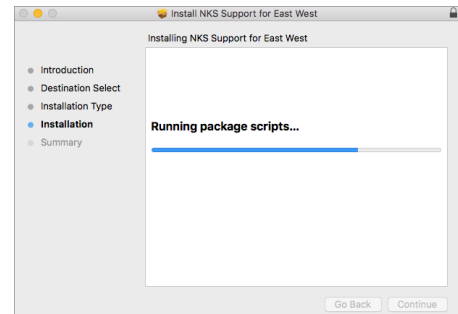 Install NKS Support for East West
Installing NKS Support for East West
Introduction
Destination Select
Installation Type
Installation
Summary
Running package scripts...
Go Back
Continue